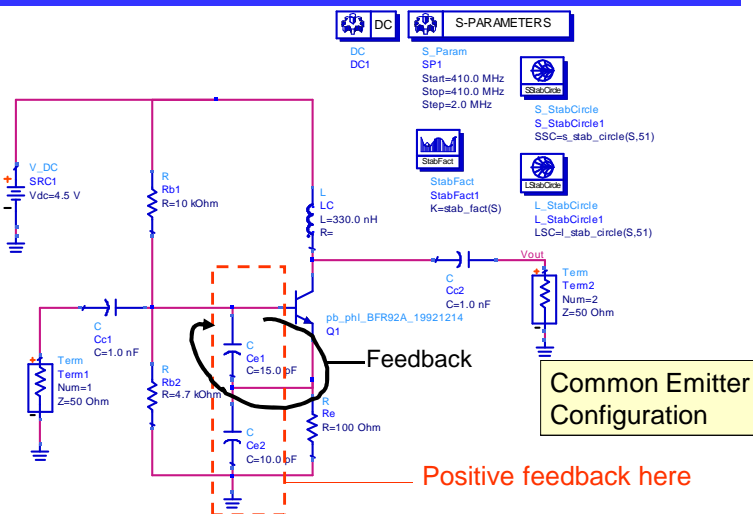 DC
S-PARAMETERS
DC
DC1
S_Param
SP1
Start=410.0 MHz
Stop=410.0 MHz
Step=2.0 MHz
SStabCircle
S_StabCircle
S_StabCircle1
SSC=s_stab_circle(S,51)
StabFact
StabFact
StabFact1
K=stab_fact(S)
LStabCircle
L_StabCircle
L_StabCircle1
LSC=l_stab_circle(S,51)
V_DC
SRC1
Vdc=4.5 V
R
Rb1
R=10 kOhm
L
LC
L=330.0 nH
R=
Vout
C
Cc2
C=1.0 nF
Term
Term2
Num=2
Z=50 Ohm
C
Cc1
C=1.0 nF
pb_phl_BFR92A_19921214
Q1
Term
Term1
Num=1
Z=50 Ohm
R
Rb2
R=4.7 kOhm
C
Ce1
C=15.0 pF
Feedback
C
Ce2
C=10.0 pF
R
Re
R=100 Ohm
Common Emitter
Configuration
Positive feedback here